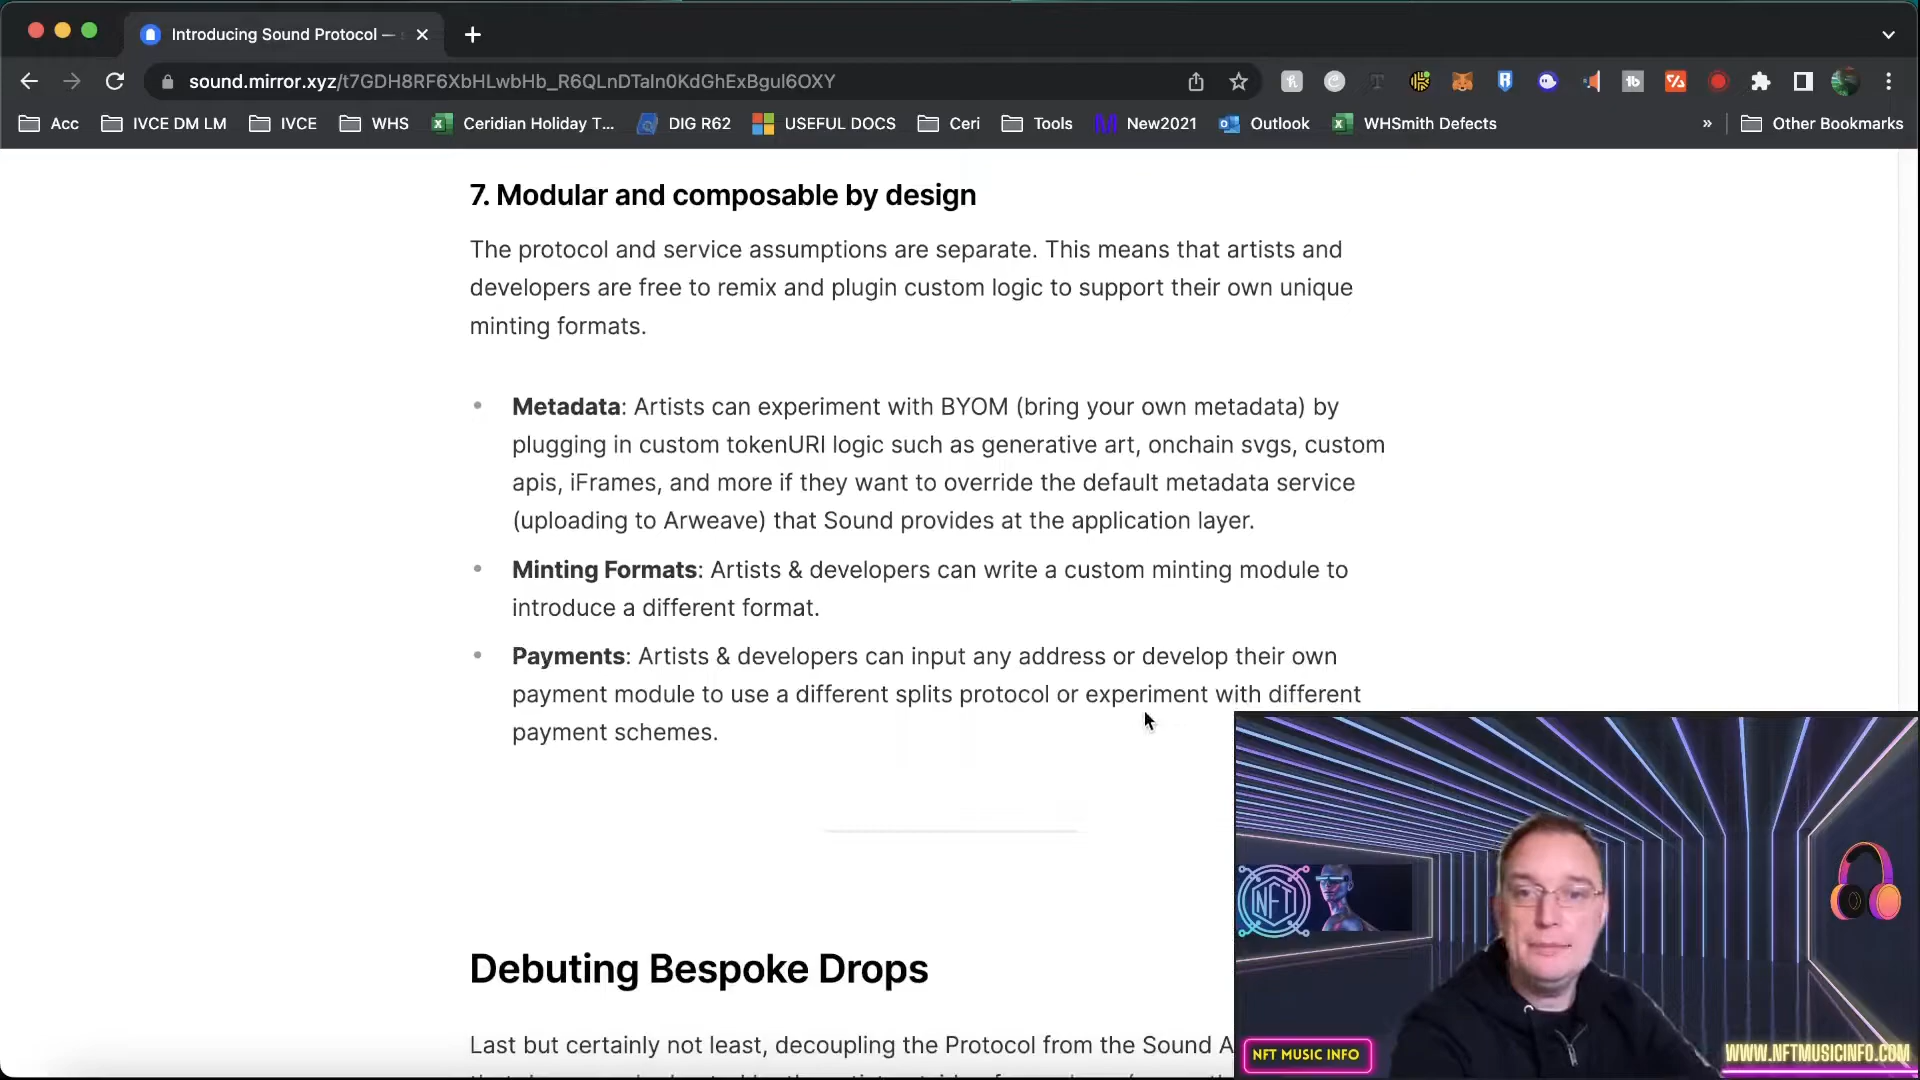 Introducing Sound Protocol —
sound.mirror.xyz/t7GDH8RF6XbHLwbHb_R6QLnDTaln0KdGhExBgul6OXY
Acc
IVCE DM LM
IVCE
WHS
Ceridian Holiday T...
DIG R62
USEFUL DOCS
Ceri
Tools
New2021
Outlook
WHSmith Defects
»
Other Bookmarks
7. Modular and composable by design
The protocol and service assumptions are separate. This means that artists and
developers are free to remix and plugin custom logic to support their own unique
minting formats.
• Metadata: Artists can experiment with BYOM (bring your own metadata) by
plugging in custom tokenURI logic such as generative art, onchain svgs, custom
apis, iFrames, and more if they want to override the default metadata service
(uploading to Arweave) that Sound provides at the application layer.
• Minting Formats: Artists & developers can write a custom minting module to
introduce a different format.
• Payments: Artists & developers can input any address or develop their own
payment module to use a different splits protocol or experiment with different
payment schemes.
Debuting Bespoke Drops
Last but certainly not least, decoupling the Protocol from the Sound A
NFT
NFT MUSIC INFO
WWW.NFTMUSICINFO.COM